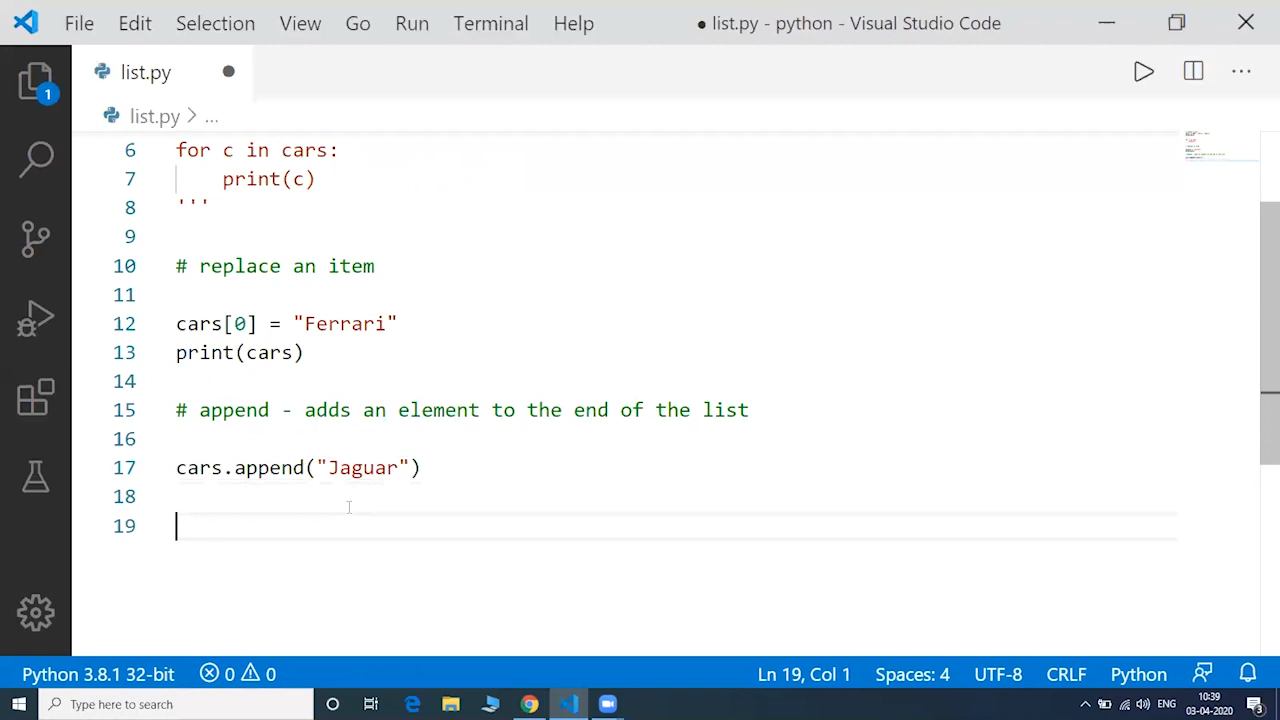 File Edit Selection View Go Run Terminal Help ● list.py - python - Visual Studio Code
list.py
1
list.py > ...
6 for c in cars:
7 print(c)
8 '''
9
10 # replace an item
11
12 cars[0] = "Ferrari"
13 print(cars)
14
15 # append - adds an element to the end of the list
16
17 cars.append("Jaguar")
18
19
Python 3.8.1 32-bit 0 0 Ln 19, Col 1 Spaces: 4 UTF-8 CRLF Python
Type here to search
ENG
10:39
03-04-2020
3